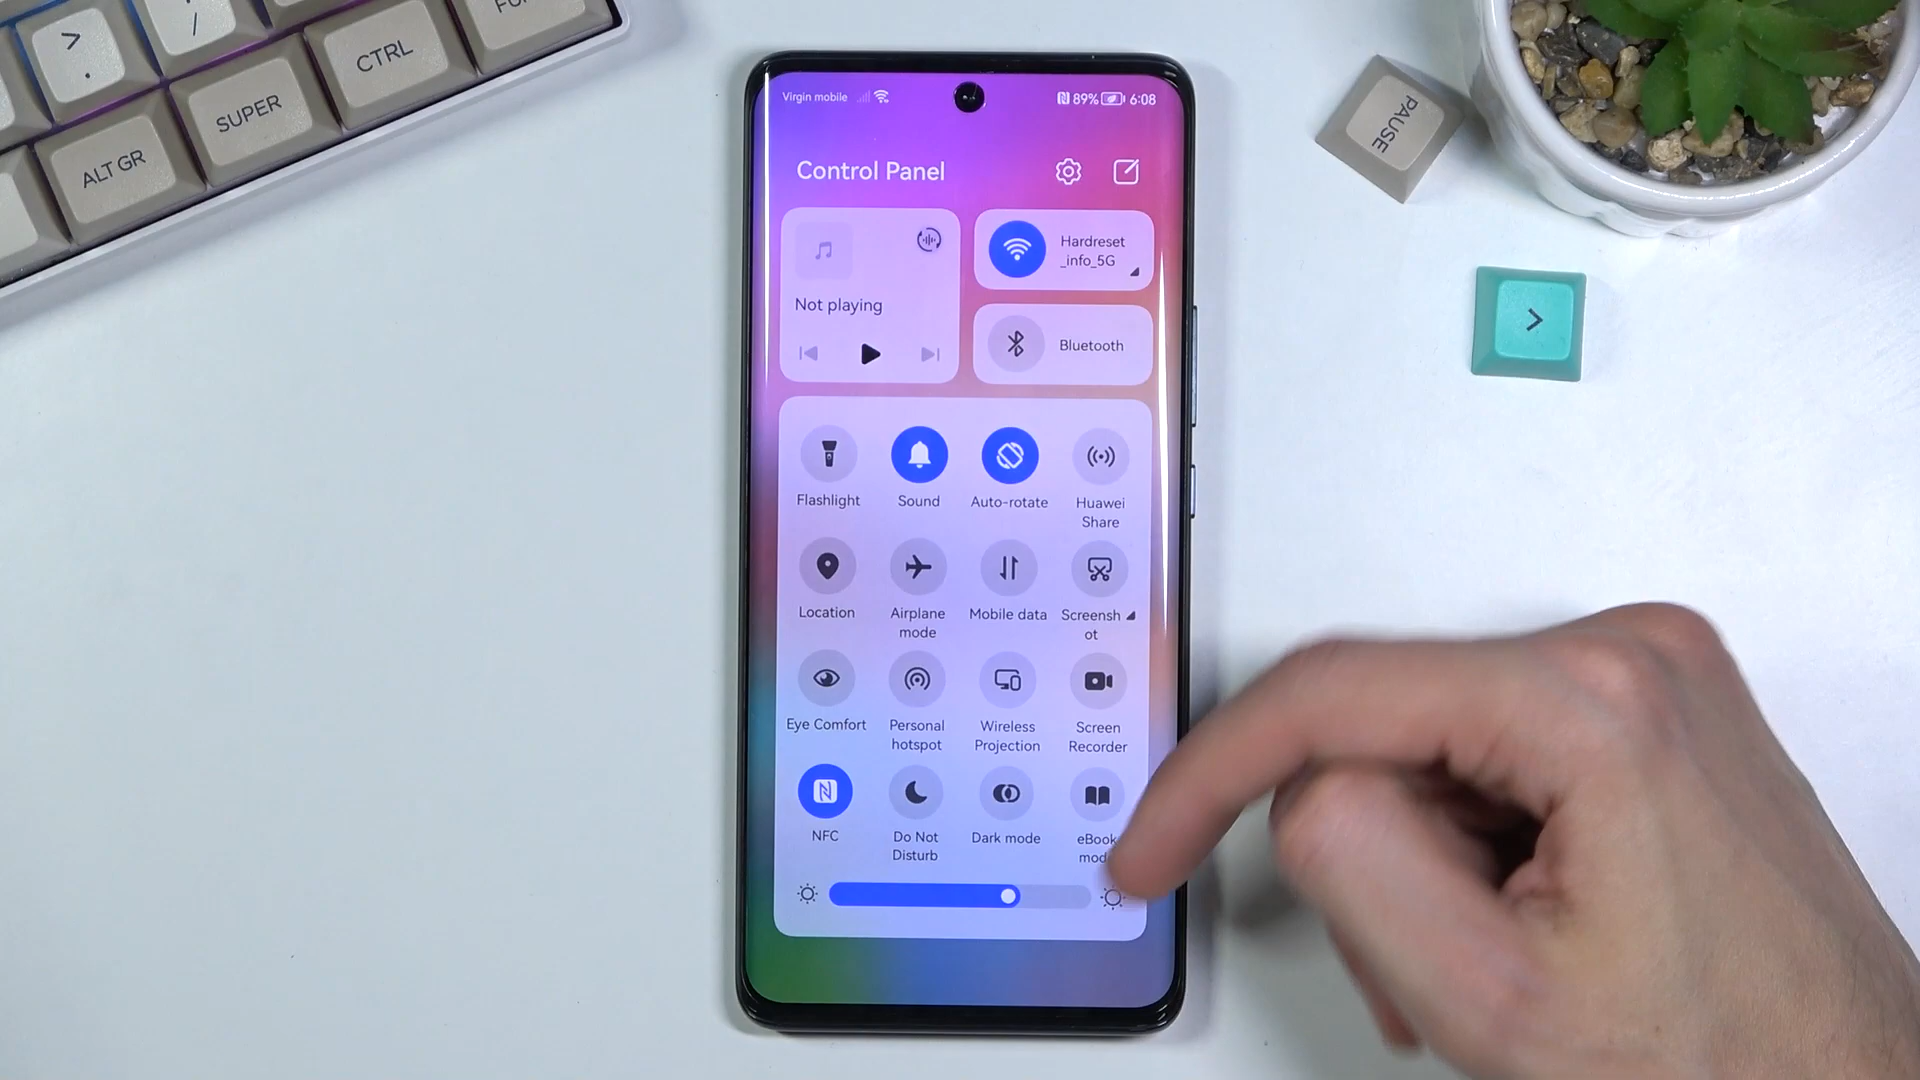 >
.
/
CTRL
SUPER
ALT GR
PAUSE
>
Virgin mobile
89% 6:08
Control Panel
Hardreset
_info_5G
Not playing
Bluetooth
Flashlight
Sound
Auto-rotate
Huawei
Share
Location
Airplane
mode
Mobile data
Screensh
ot
Eye Comfort
Personal
hotspot
Wireless
Projection
Screen
Recorder
NFC
Do Not
Disturb
Dark mode
eBook